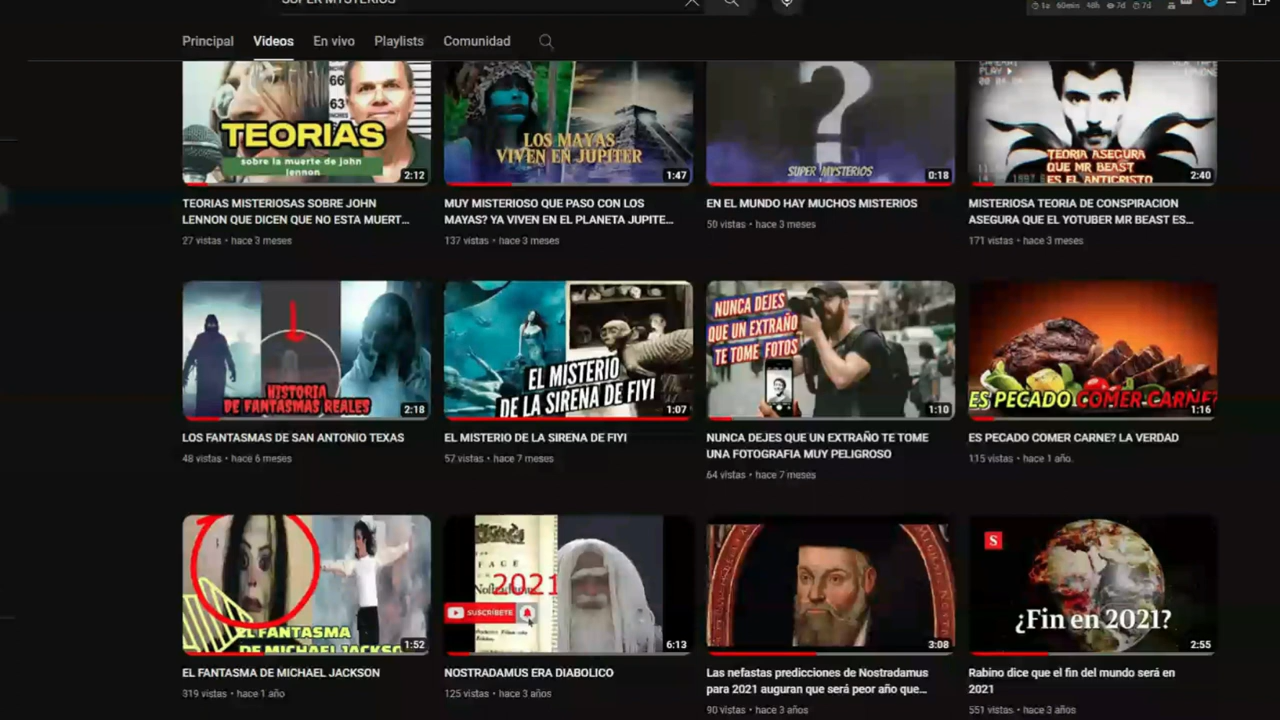 SUPER MYSTERIOS
1a 60min 48h 7d 7d
Principal Videos En vivo Playlists Comunidad
TEORIAS
sobre la muerte de john
lennon
2:12
LOS MAYAS
VIVEN EN JUPITER
1:47
SUPER MYSTERIOS
0:18
PLAY
TEORIA ASEGURA
QUE MR BEAST
ES EL ANTICRISTO
2:40
TEORIAS MISTERIOSAS SOBRE JOHN
LENNON QUE DICEN QUE NO ESTA MUERT...
27 vistas • hace 3 meses
MUY MISTERIOSO QUE PASO CON LOS
MAYAS? YA VIVEN EN EL PLANETA JUPITE...
137 vistas • hace 3 meses
EN EL MUNDO HAY MUCHOS MISTERIOS
50 vistas • hace 3 meses
MISTERIOSA TEORIA DE CONSPIRACION
ASEGURA QUE EL YOTUBER MR BEAST ES...
171 vistas • hace 3 meses
HISTORIA
DE FANTASMAS REALES
2:18
EL MISTERIO
DE LA SIRENA DE FIYI
1:07
NUNCA DEJES
QUE UN EXTRAÑO
TE TOME FOTOS
1:10
ES PECADO COMER CARNE?
1:16
LOS FANTASMAS DE SAN ANTONIO TEXAS
48 vistas • hace 6 meses
EL MISTERIO DE LA SIRENA DE FIYI
57 vistas • hace 7 meses
NUNCA DEJES QUE UN EXTRAÑO TE TOME
UNA FOTOGRAFIA MUY PELIGROSO
64 vistas • hace 7 meses
ES PECADO COMER CARNE? LA VERDAD
115 vistas • hace 1 año
EL FANTASMA
DE MICHAEL JACKSO
1:52
2021
SUSCRÍBETE
6:13
3:08
S
¿Fin en 2021?
2:55
EL FANTASMA DE MICHAEL JACKSON
319 vistas • hace 1 año
NOSTRADAMUS ERA DIABOLICO
125 vistas • hace 3 años
Las nefastas predicciones de Nostradamus
para 2021 auguran que será peor año que...
90 vistas • hace 3 años
Rabino dice que el fin del mundo será en
2021
551 vistas • hace 3 años